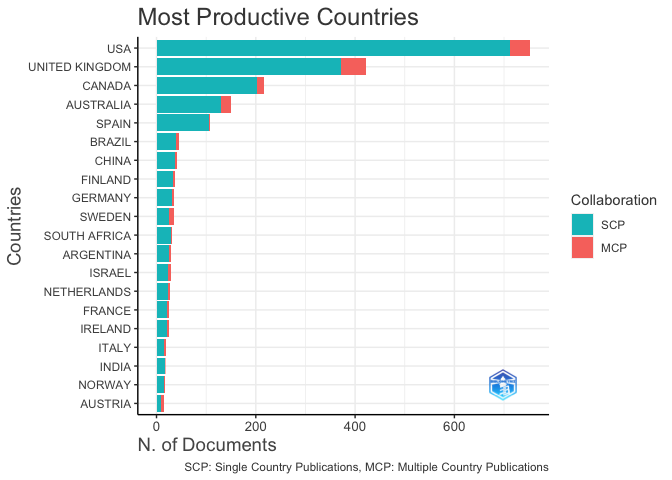 Most Productive Countries
USA
UNITED KINGDOM
CANADA
AUSTRALIA
SPAIN
BRAZIL
CHINA
FINLAND
GERMANY
SWEDEN
SOUTH AFRICA
ARGENTINA
ISRAEL
NETHERLANDS
FRANCE
IRELAND
ITALY
INDIA
NORWAY
AUSTRIA
Countries
0 200 400 600
N. of Documents
Collaboration
SCP
MCP
SCP: Single Country Publications, MCP: Multiple Country Publications